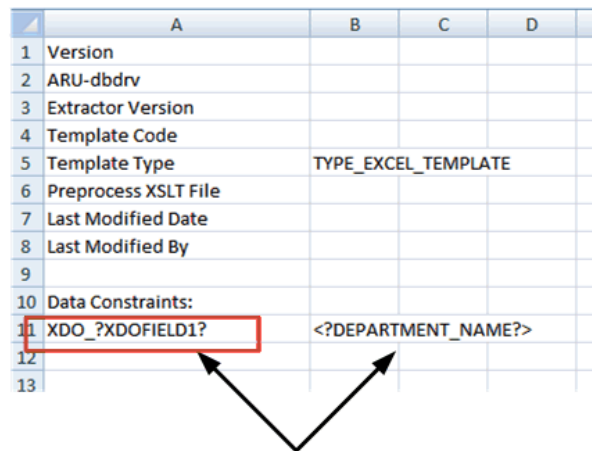 A B C D
1 Version
2 ARU-dbdrv
3 Extractor Version
4 Template Code
5 Template Type TYPE_EXCEL_TEMPLATE
6 Preprocess XSLT File
7 Last Modified Date
8 Last Modified By
9
10 Data Constraints:
11 XDO_?XDOFIELD1? <?DEPARTMENT_NAME?>
12
13